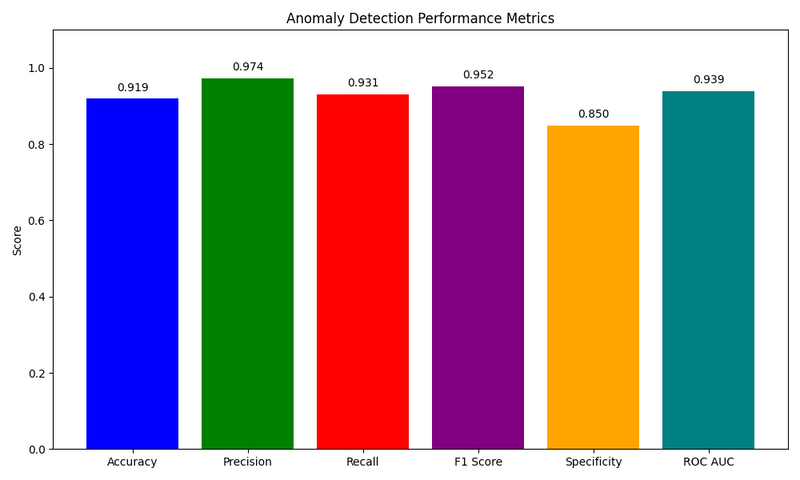 Anomaly Detection Performance Metrics
1.0
0.8
0.6
0.4
0.2
0.0
Score
0.919
0.974
0.931
0.952
0.850
0.939
Accuracy
Precision
Recall
F1 Score
Specificity
ROC AUC